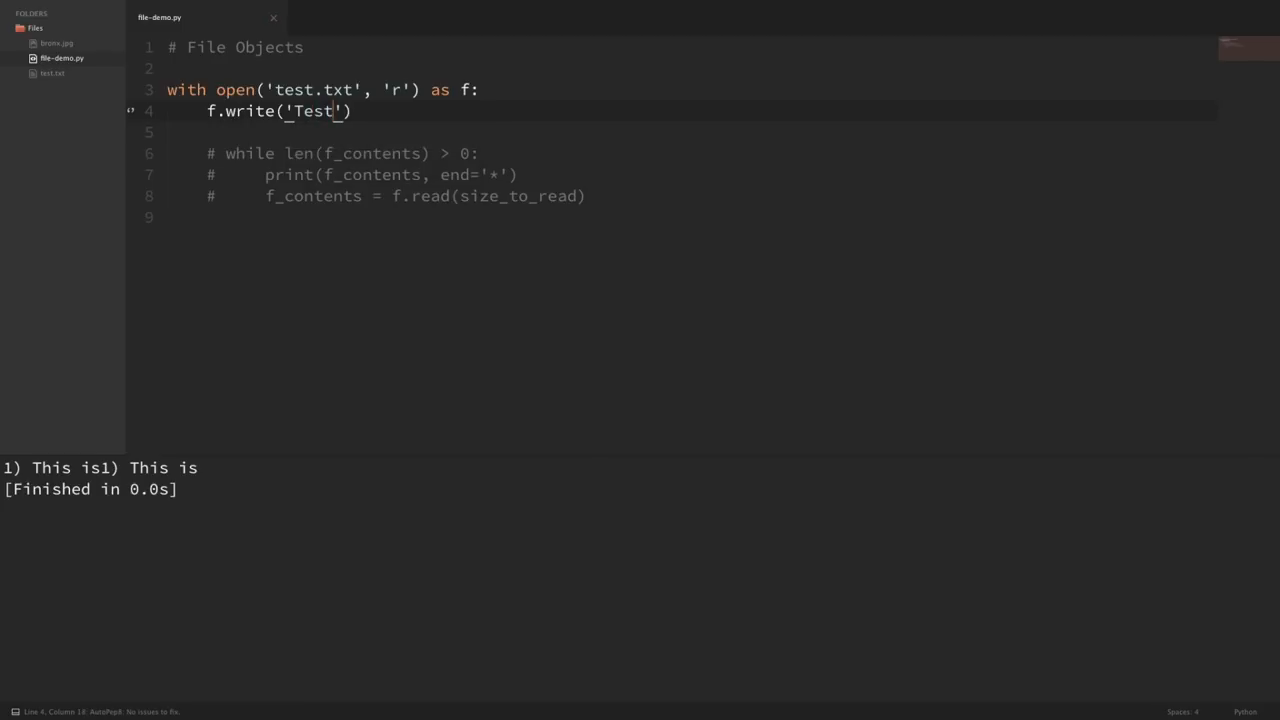 FOLDERS
Files
bronx.jpg
file-demo.py
test.txt
file-demo.py
1 # File Objects
2
3 with open('test.txt', 'r') as f:
4     f.write('Test')
5
6     # while len(f_contents) > 0:
7     #     print(f_contents, end='*')
8     #     f_contents = f.read(size_to_read)
9
1) This is1) This is
[Finished in 0.0s]
Line 4, Column 18: AutoPep8: No issues to fix.
Spaces: 4
Python